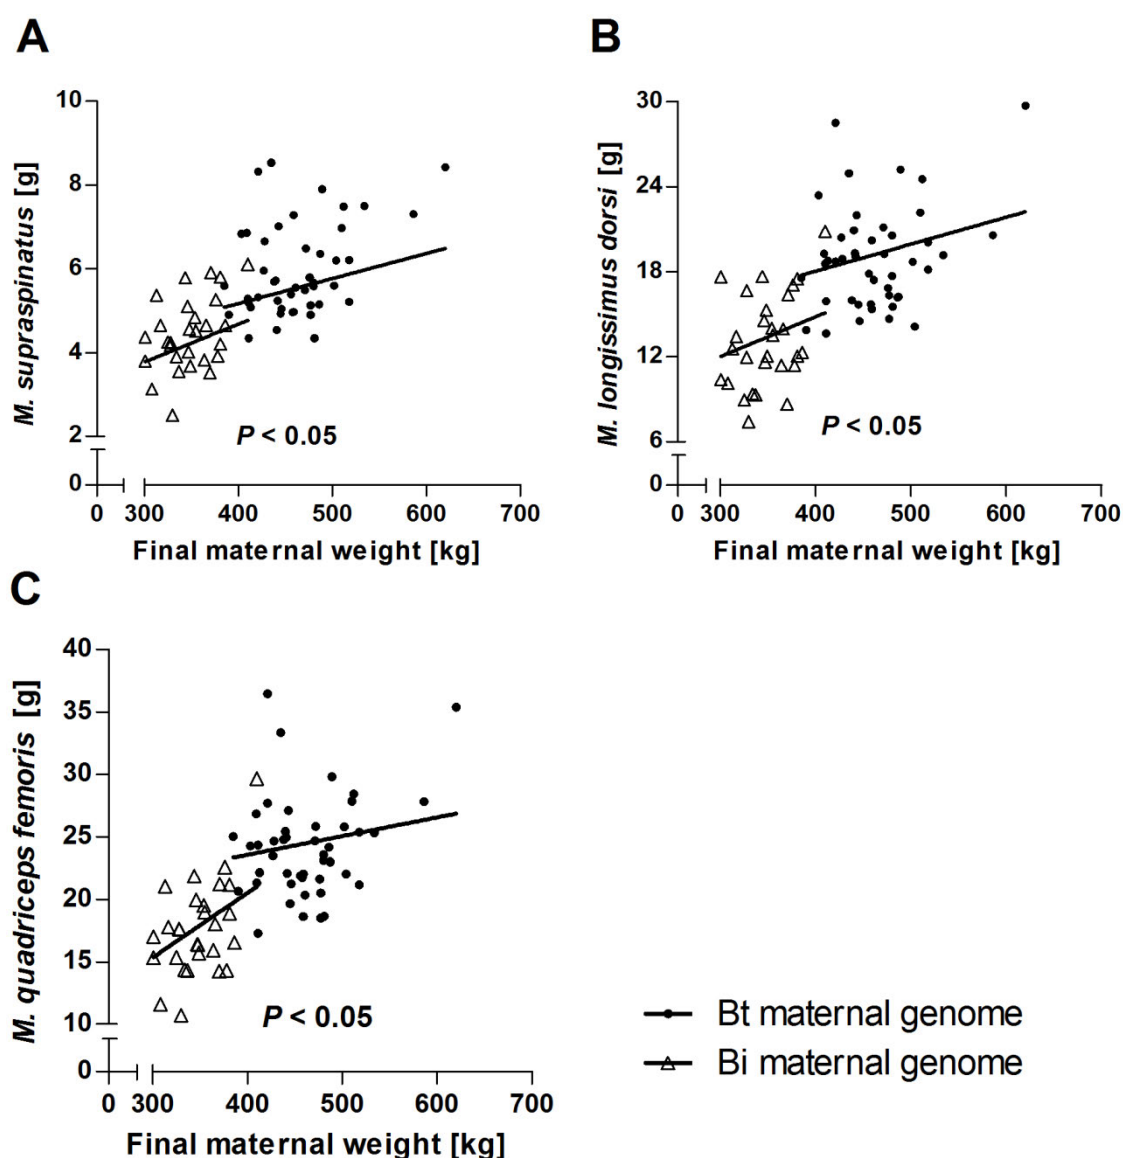 A
M. supraspinatus [g]
10
8
6
4
2
0
P < 0.05
0 300 400 500 600 700
Final maternal weight [kg]
B
M. longissimus dorsi [g]
30
24
18
12
6
0
P < 0.05
0 300 400 500 600 700
Final maternal weight [kg]
C
M. quadriceps femoris [g]
40
35
30
25
20
15
10
0
P < 0.05
0 300 400 500 600 700
Final maternal weight [kg]
Bt maternal genome
Bi maternal genome